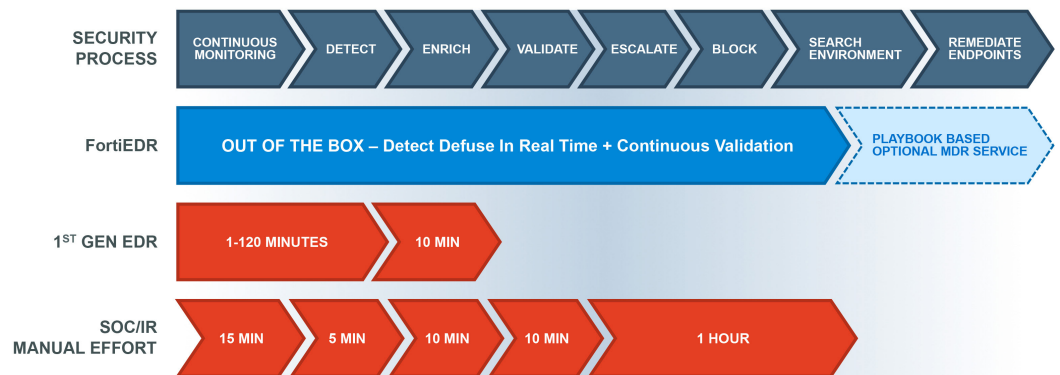 SECURITY
PROCESS
CONTINUOUS
MONITORING
DETECT
ENRICH
VALIDATE
ESCALATE
BLOCK
SEARCH
ENVIRONMENT
REMEDIATE
ENDPOINTS
FortiEDR
OUT OF THE BOX – Detect Defuse In Real Time + Continuous Validation
PLAYBOOK BASED
OPTIONAL MDR SERVICE
1ST GEN EDR
1-120 MINUTES
10 MIN
SOC/IR
MANUAL EFFORT
15 MIN
5 MIN
10 MIN
10 MIN
1 HOUR